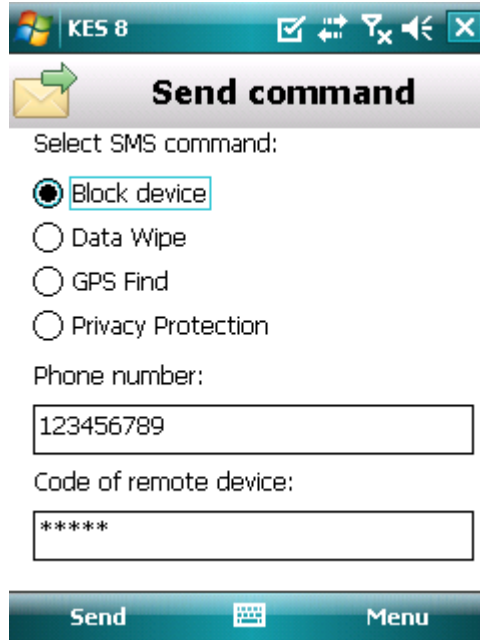 KES 8
Send command
Select SMS command:
Block device
Data Wipe
GPS Find
Privacy Protection
Phone number:
123456789
Code of remote device:
*****
Send Menu